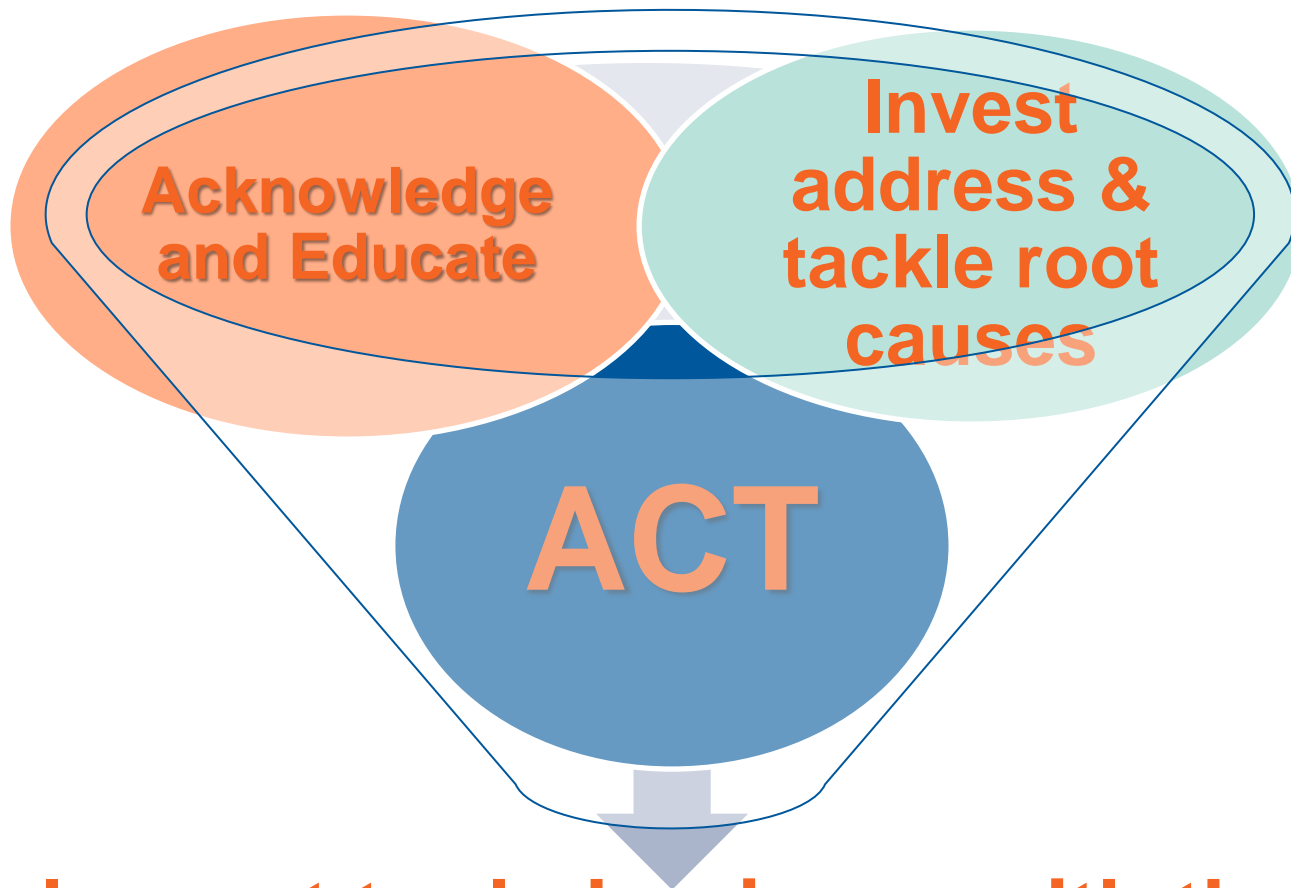 Acknowledge
and Educate
Invest
address &
tackle root
causes
ACT